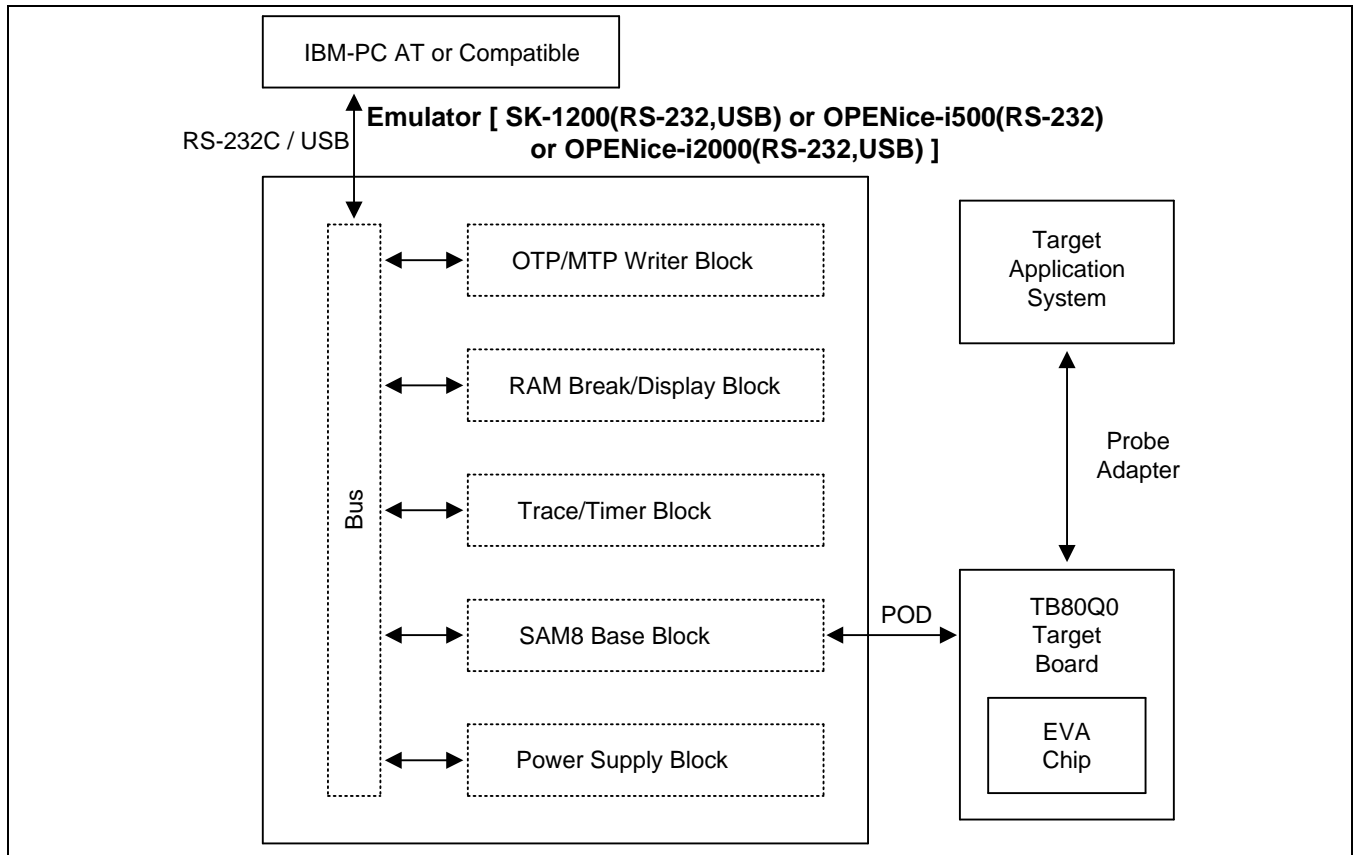 IBM-PC AT or Compatible
RS-232C / USB
Emulator [ SK-1200(RS-232,USB) or OPENice-i500(RS-232)
or OPENice-i2000(RS-232,USB) ]
Bus
OTP/MTP Writer Block
RAM Break/Display Block
Trace/Timer Block
SAM8 Base Block
Power Supply Block
POD
Target
Application
System
Probe
Adapter
TB80Q0
Target
Board
EVA
Chip